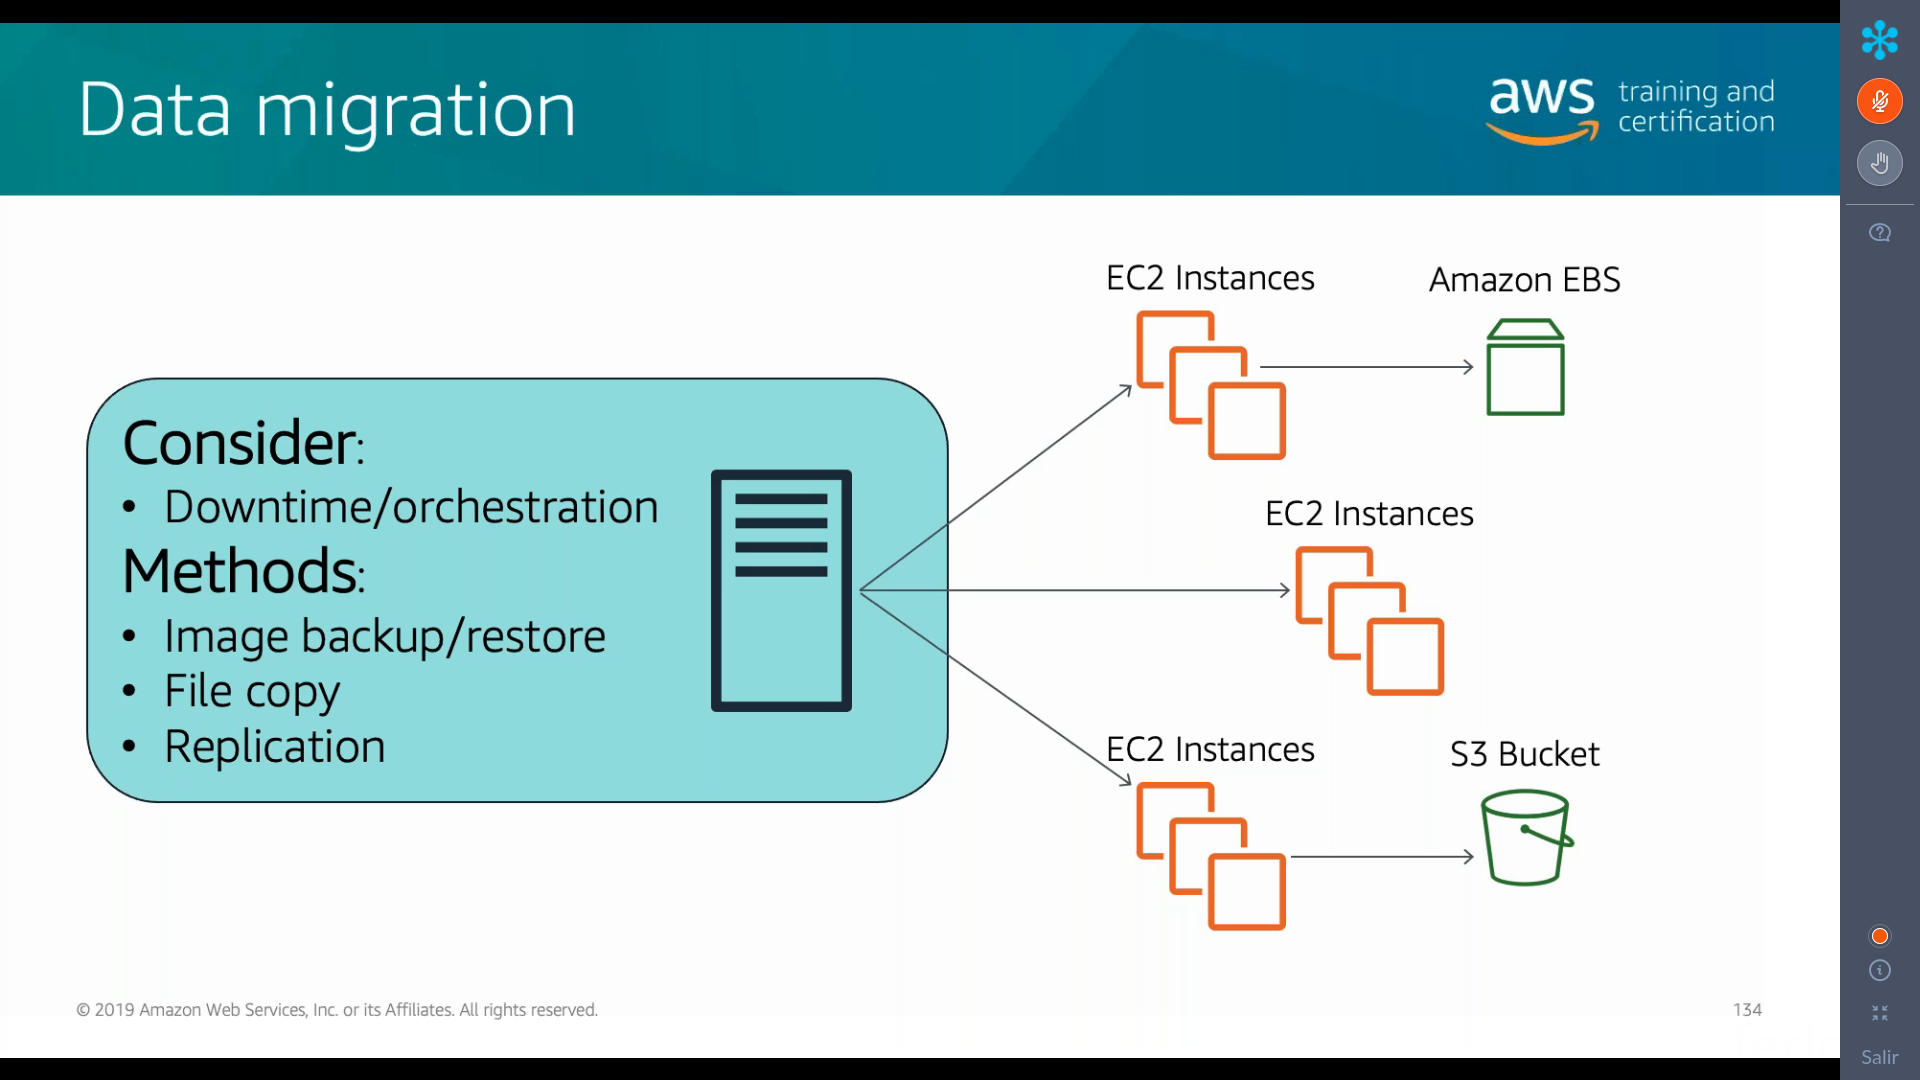 Data migration
aws training and
certification
EC2 Instances
Amazon EBS
Consider:
• Downtime/orchestration
Methods:
• Image backup/restore
• File copy
• Replication
EC2 Instances
EC2 Instances
S3 Bucket
© 2019 Amazon Web Services, Inc. or its Affiliates. All rights reserved.
134
Salir